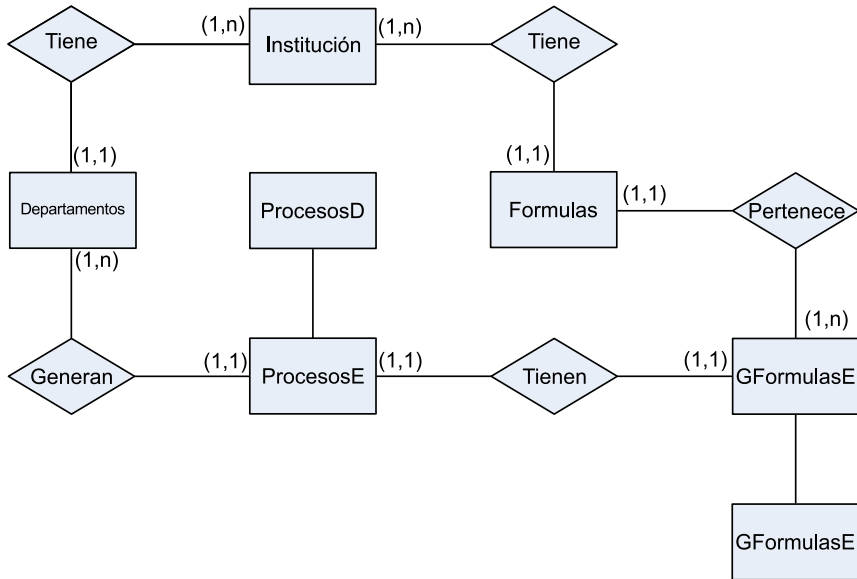 Tiene
(1,n)
Institución
(1,n)
Tiene
(1,1)
(1,1)
Departamentos
ProcesosD
Formulas
(1,1)
Pertenece
(1,n)
(1,n)
Generan
(1,1)
ProcesosE
(1,1)
Tienen
(1,1)
GFormulasE
GFormulasE